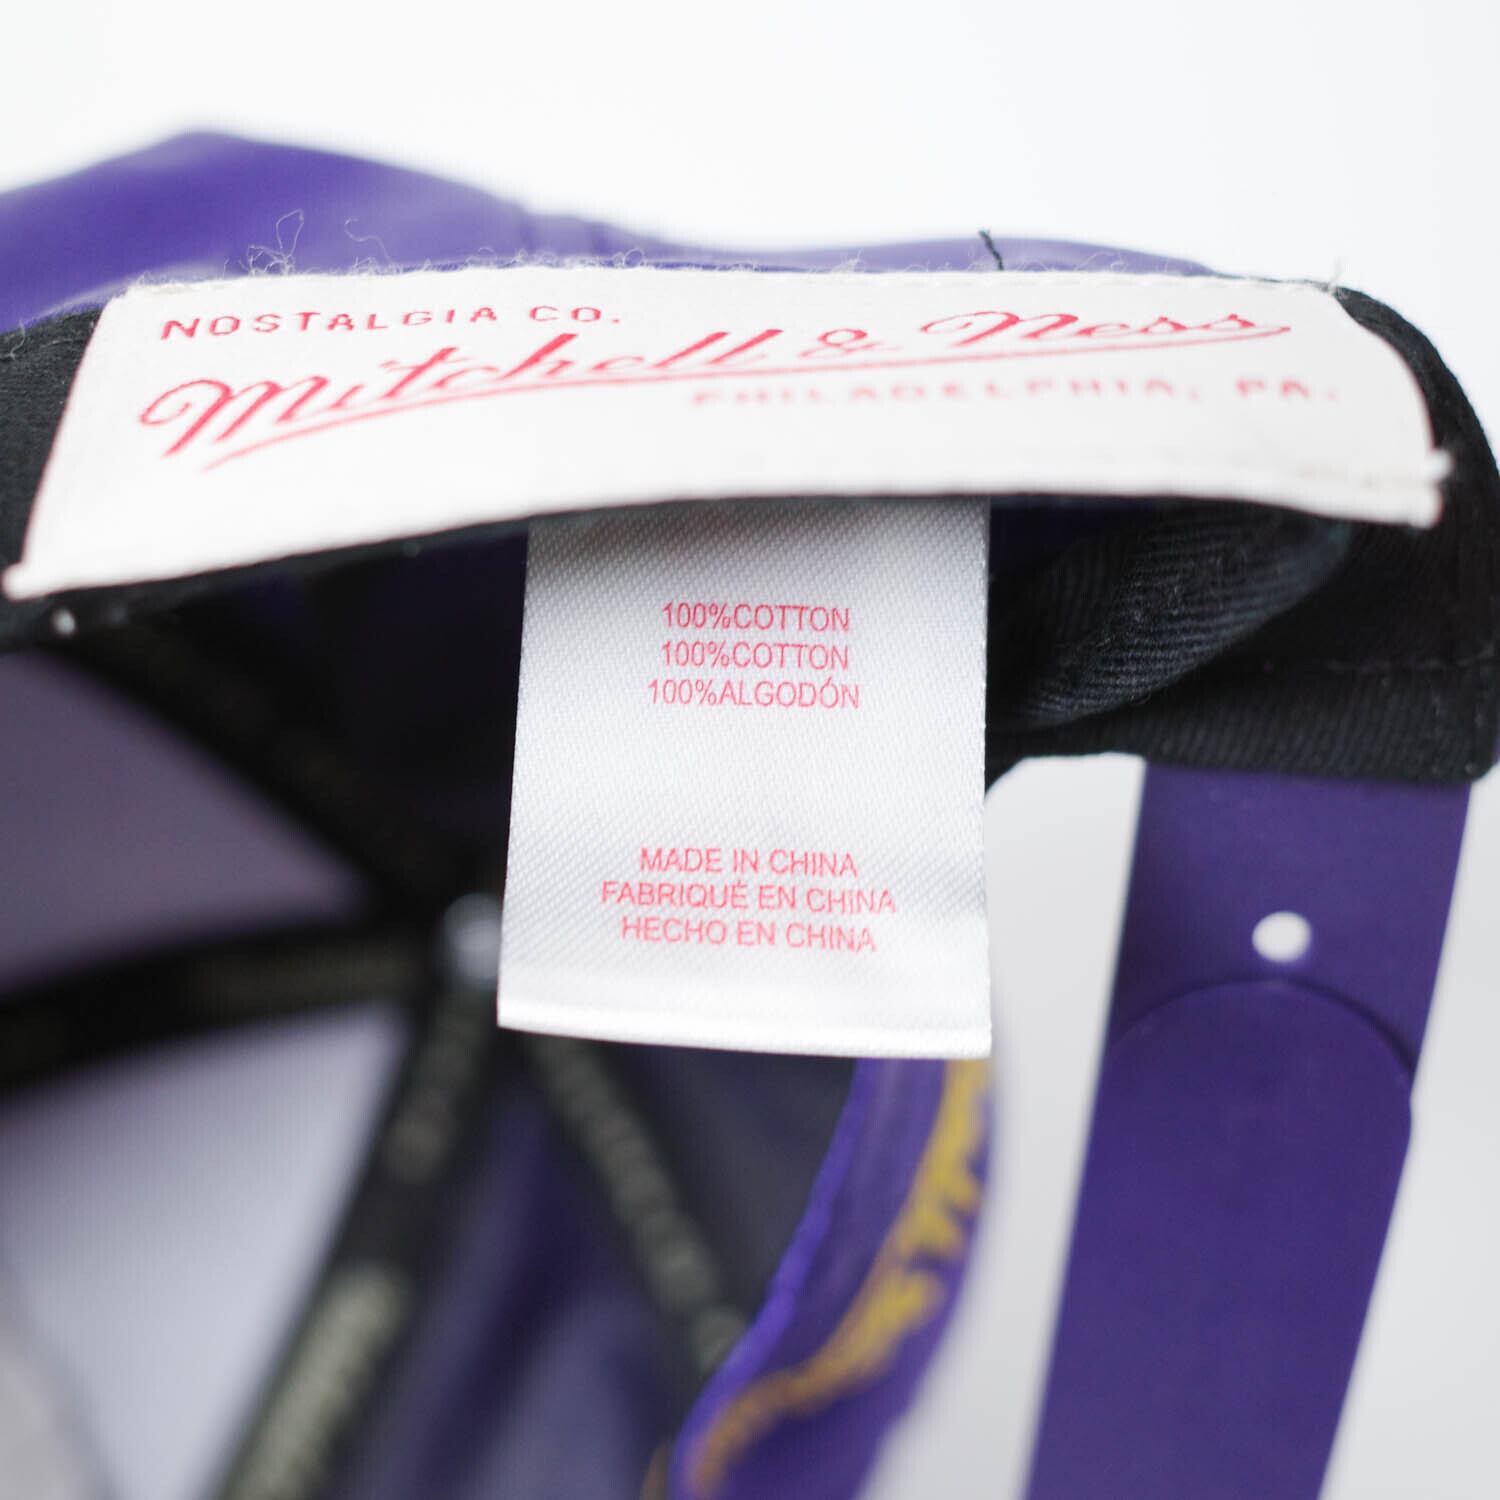 NOSTALGIA CO.
Mitchell & Ness
PHILADELPHIA, PA.
100%COTTON
100%COTTON
100%ALGODÓN
MADE IN CHINA
FABRIQUÉ EN CHINA
HECHO EN CHINA